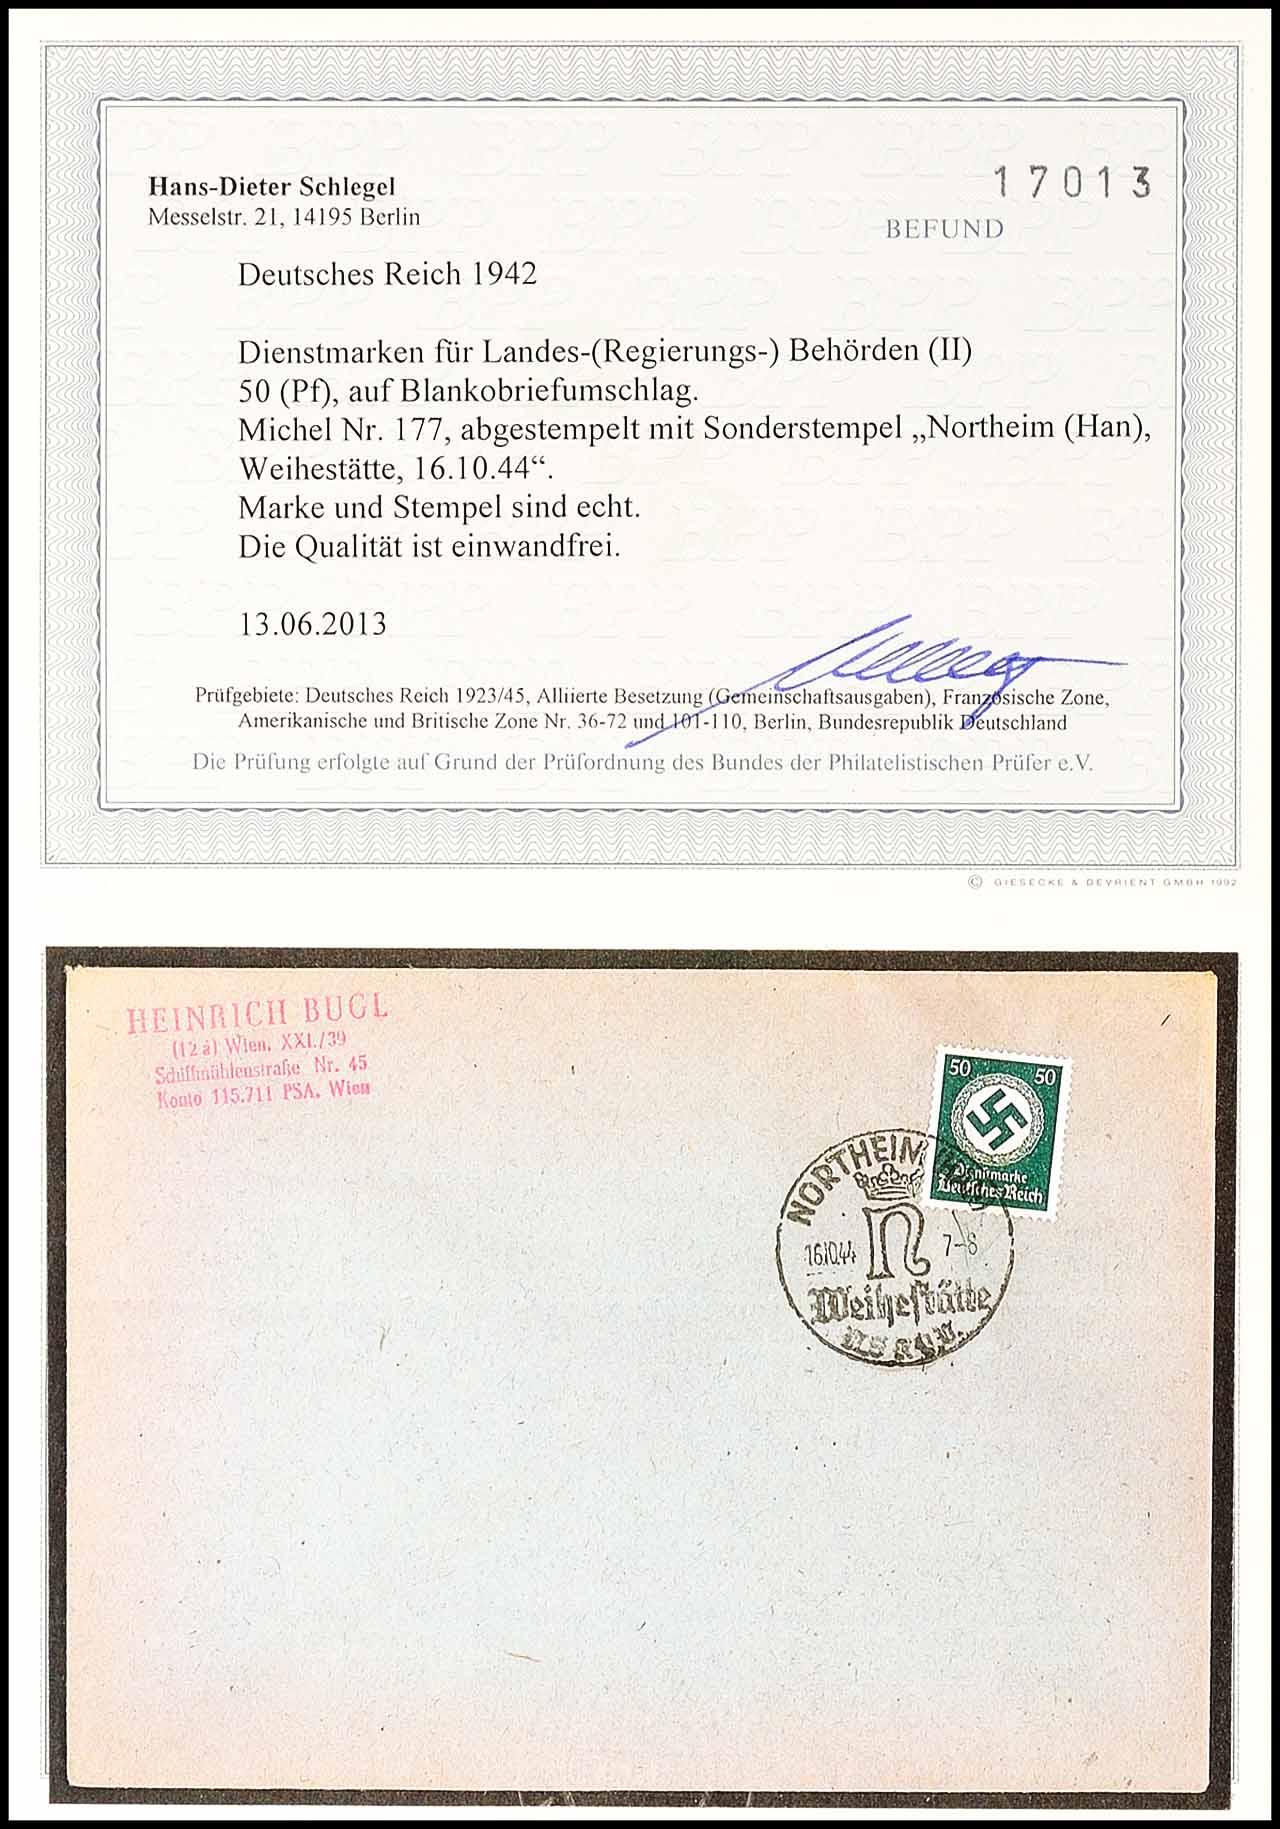 17013
Hans-Dieter Schlegel
Messelstr. 21, 14195 Berlin
BEFUND
Deutsches Reich 1942
Dienstmarken für Landes-(Regierungs-) Behörden (II)
50 (Pf), auf Blankobriefumschlag.
Michel Nr. 177, abgestempelt mit Sonderstempel „Northeim (Han),
Weihestätte, 16.10.44“.
Marke und Stempel sind echt.
Die Qualität ist einwandfrei.
13.06.2013
Prüfgebiete: Deutsches Reich 1923/45, Alliierte Besetzung (Gemeinschaftsausgaben), Französische Zone,
Amerikanische und Britische Zone Nr. 36-72 und 101-110, Berlin, Bundesrepublik Deutschland
Die Prüfung erfolgte auf Grund der Prüfordnung des Bundes der Philatelistischen Prüfer e.V.
© GIESECKE & DEVRIENT GMBH 1992
HEINRICH BUGL
(12a) Wien, XXI./39
Schiffmühlenstraße Nr. 45
Konto 115.711 PSA. Wien
50 50
Dienstmarke
Deutsches Reich
NORTHEIM
16.10.44 n 7-8
Weihestätte